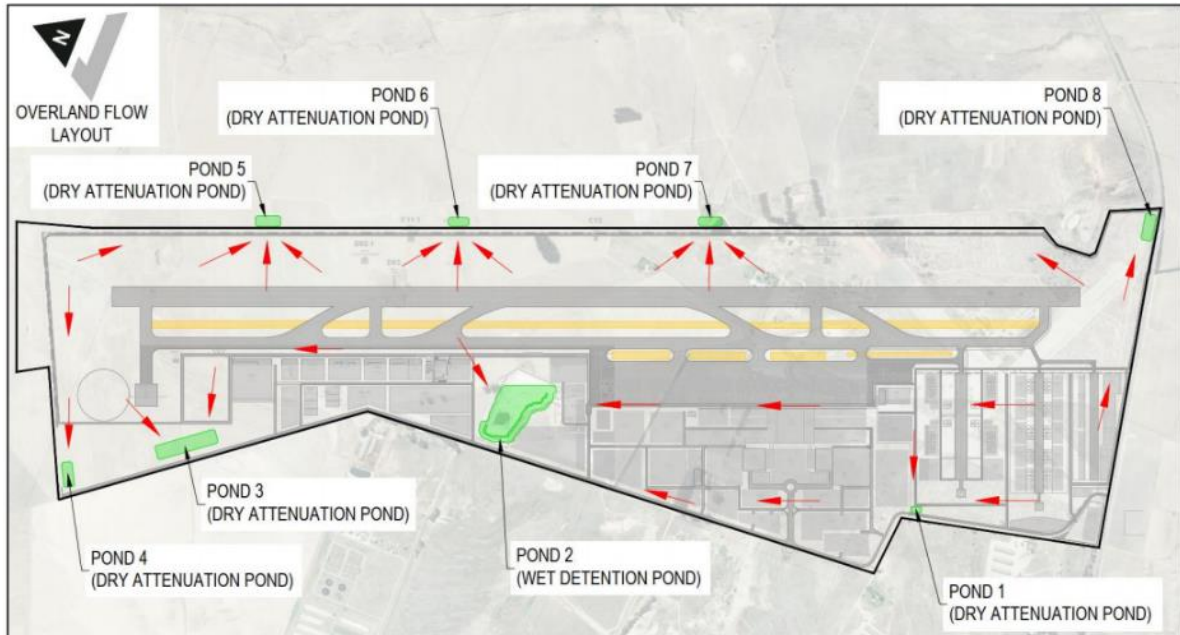 N
OVERLAND FLOW
LAYOUT
POND 6
(DRY ATTENUATION POND)
POND 8
(DRY ATTENUATION POND)
POND 5
(DRY ATTENUATION POND)
POND 7
(DRY ATTENUATION POND)
POND 3
(DRY ATTENUATION POND)
POND 4
(DRY ATTENUATION POND)
POND 2
(WET DETENTION POND)
POND 1
(DRY ATTENUATION POND)